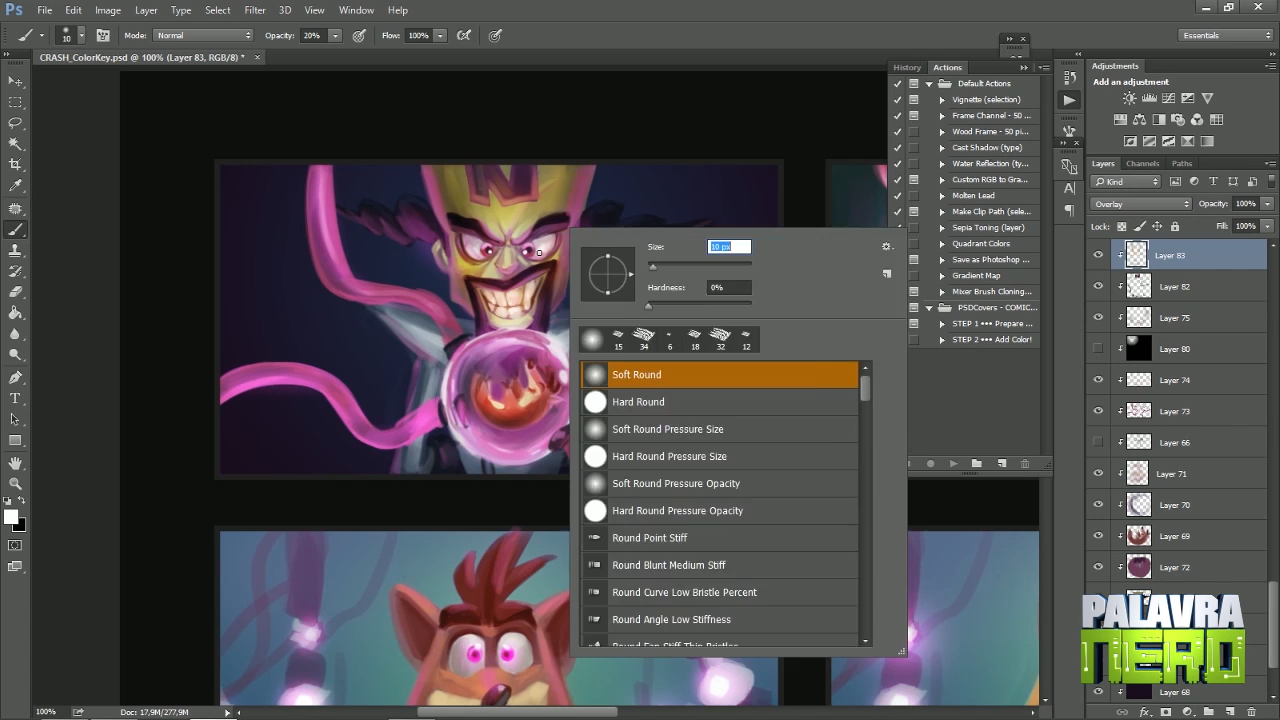 Ps File Edit Image Layer Type Select Filter 3D View Window Help
10 Mode: Normal Opacity: 20% Flow: 100% Essentials
CRASH_ColorKey.psd @ 100% (Layer 83, RGB/8) *
History Actions
Default Actions
Vignette (selection)
Frame Channel - 50 ...
Wood Frame - 50 pi...
Cast Shadow (type)
Water Reflection (ty...
Custom RGB to Gra...
Molten Lead
Make Clip Path (sele...
Sepia Toning (layer)
Quadrant Colors
Save as Photoshop ...
Gradient Map
Mixer Brush Cloning...
PSDCovers - COMIC...
STEP 1 ••• Prepare ...
STEP 2 ••• Add Color!
Size: 10 px
Hardness: 0%
15 34 6 18 32 12
Soft Round
Hard Round
Soft Round Pressure Size
Hard Round Pressure Size
Soft Round Pressure Opacity
Hard Round Pressure Opacity
Round Point Stiff
Round Blunt Medium Stiff
Round Curve Low Bristle Percent
Round Angle Low Stiffness
Round Fan Stiff Thin Bristles
Adjustments
Add an adjustment
Layers Channels Paths
Kind
Overlay Opacity: 100%
Lock: Fill: 100%
Layer 83
Layer 82
Layer 75
Layer 80
Layer 74
Layer 73
Layer 66
Layer 71
Layer 70
Layer 69
Layer 72
Layer 68
PALAVRA
NERD
100% Doc: 17,9M/277,9M